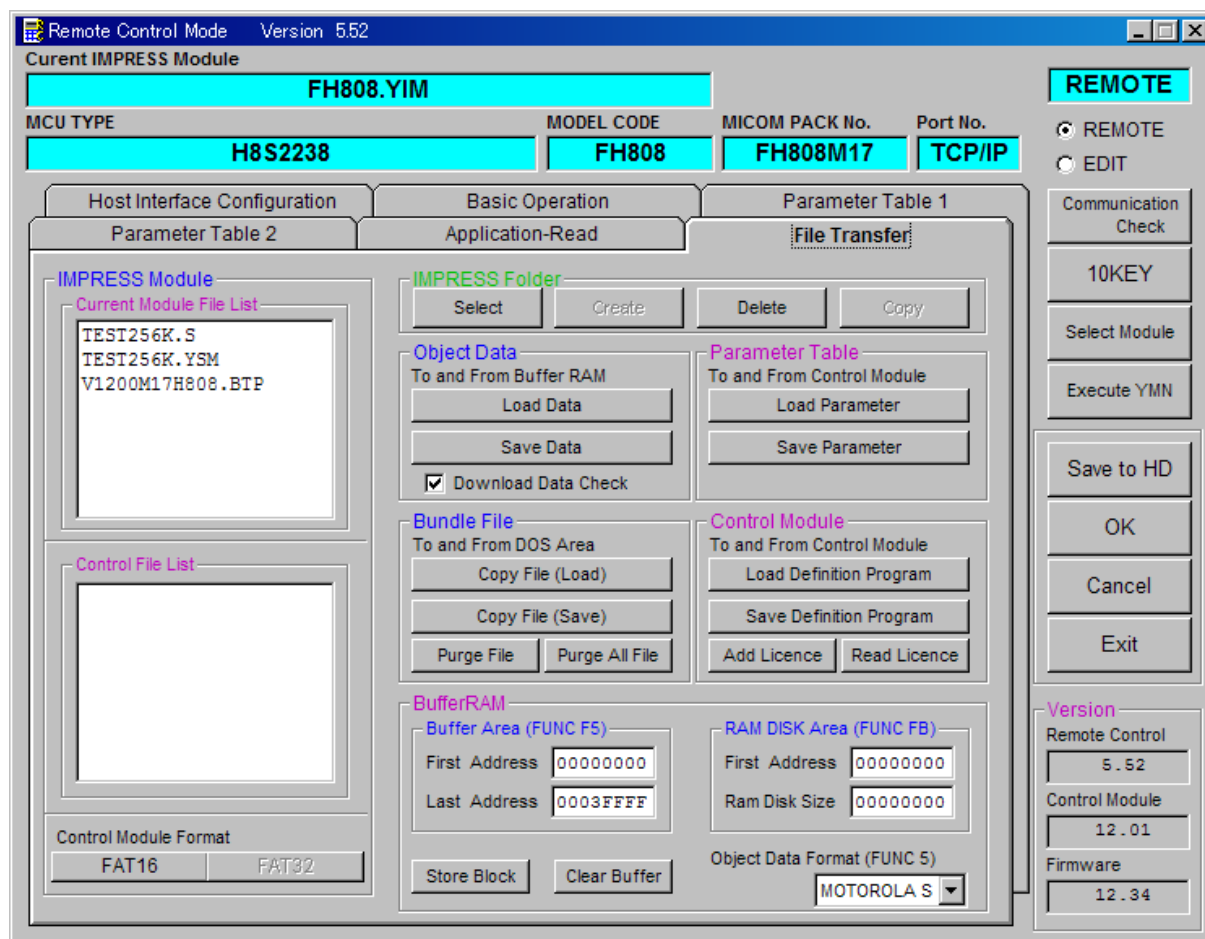 Remote Control Mode Version 5.52
Curent IMPRESS Module
FH808.YIM
REMOTE
MCU TYPE MODEL CODE MICOM PACK No. Port No.
H8S2238 FH808 FH808M17 TCP/IP
REMOTE
EDIT
Host Interface Configuration Basic Operation Parameter Table 1
Parameter Table 2 Application-Read File Transfer
IMPRESS Module
Current Module File List
TEST256K.S
TEST256K.YSM
V1200M17H808.BTP
Control File List
Control Module Format
FAT16 FAT32
IMPRESS Folder
Select Create Delete Copy
Object Data
To and From Buffer RAM
Load Data
Save Data
Download Data Check
Parameter Table
To and From Control Module
Load Parameter
Save Parameter
Bundle File
To and From DOS Area
Copy File (Load)
Copy File (Save)
Purge File Purge All File
Control Module
To and From Control Module
Load Definition Program
Save Definition Program
Add Licence Read Licence
BufferRAM
Buffer Area (FUNC F5)
First Address 00000000
Last Address 0003FFFF
RAM DISK Area (FUNC FB)
First Address 00000000
Ram Disk Size 00000000
Store Block Clear Buffer
Object Data Format (FUNC 5)
MOTOROLA S
Communication
Check
10KEY
Select Module
Execute YMN
Save to HD
OK
Cancel
Exit
Version
Remote Control
5.52
Control Module
12.01
Firmware
12.34